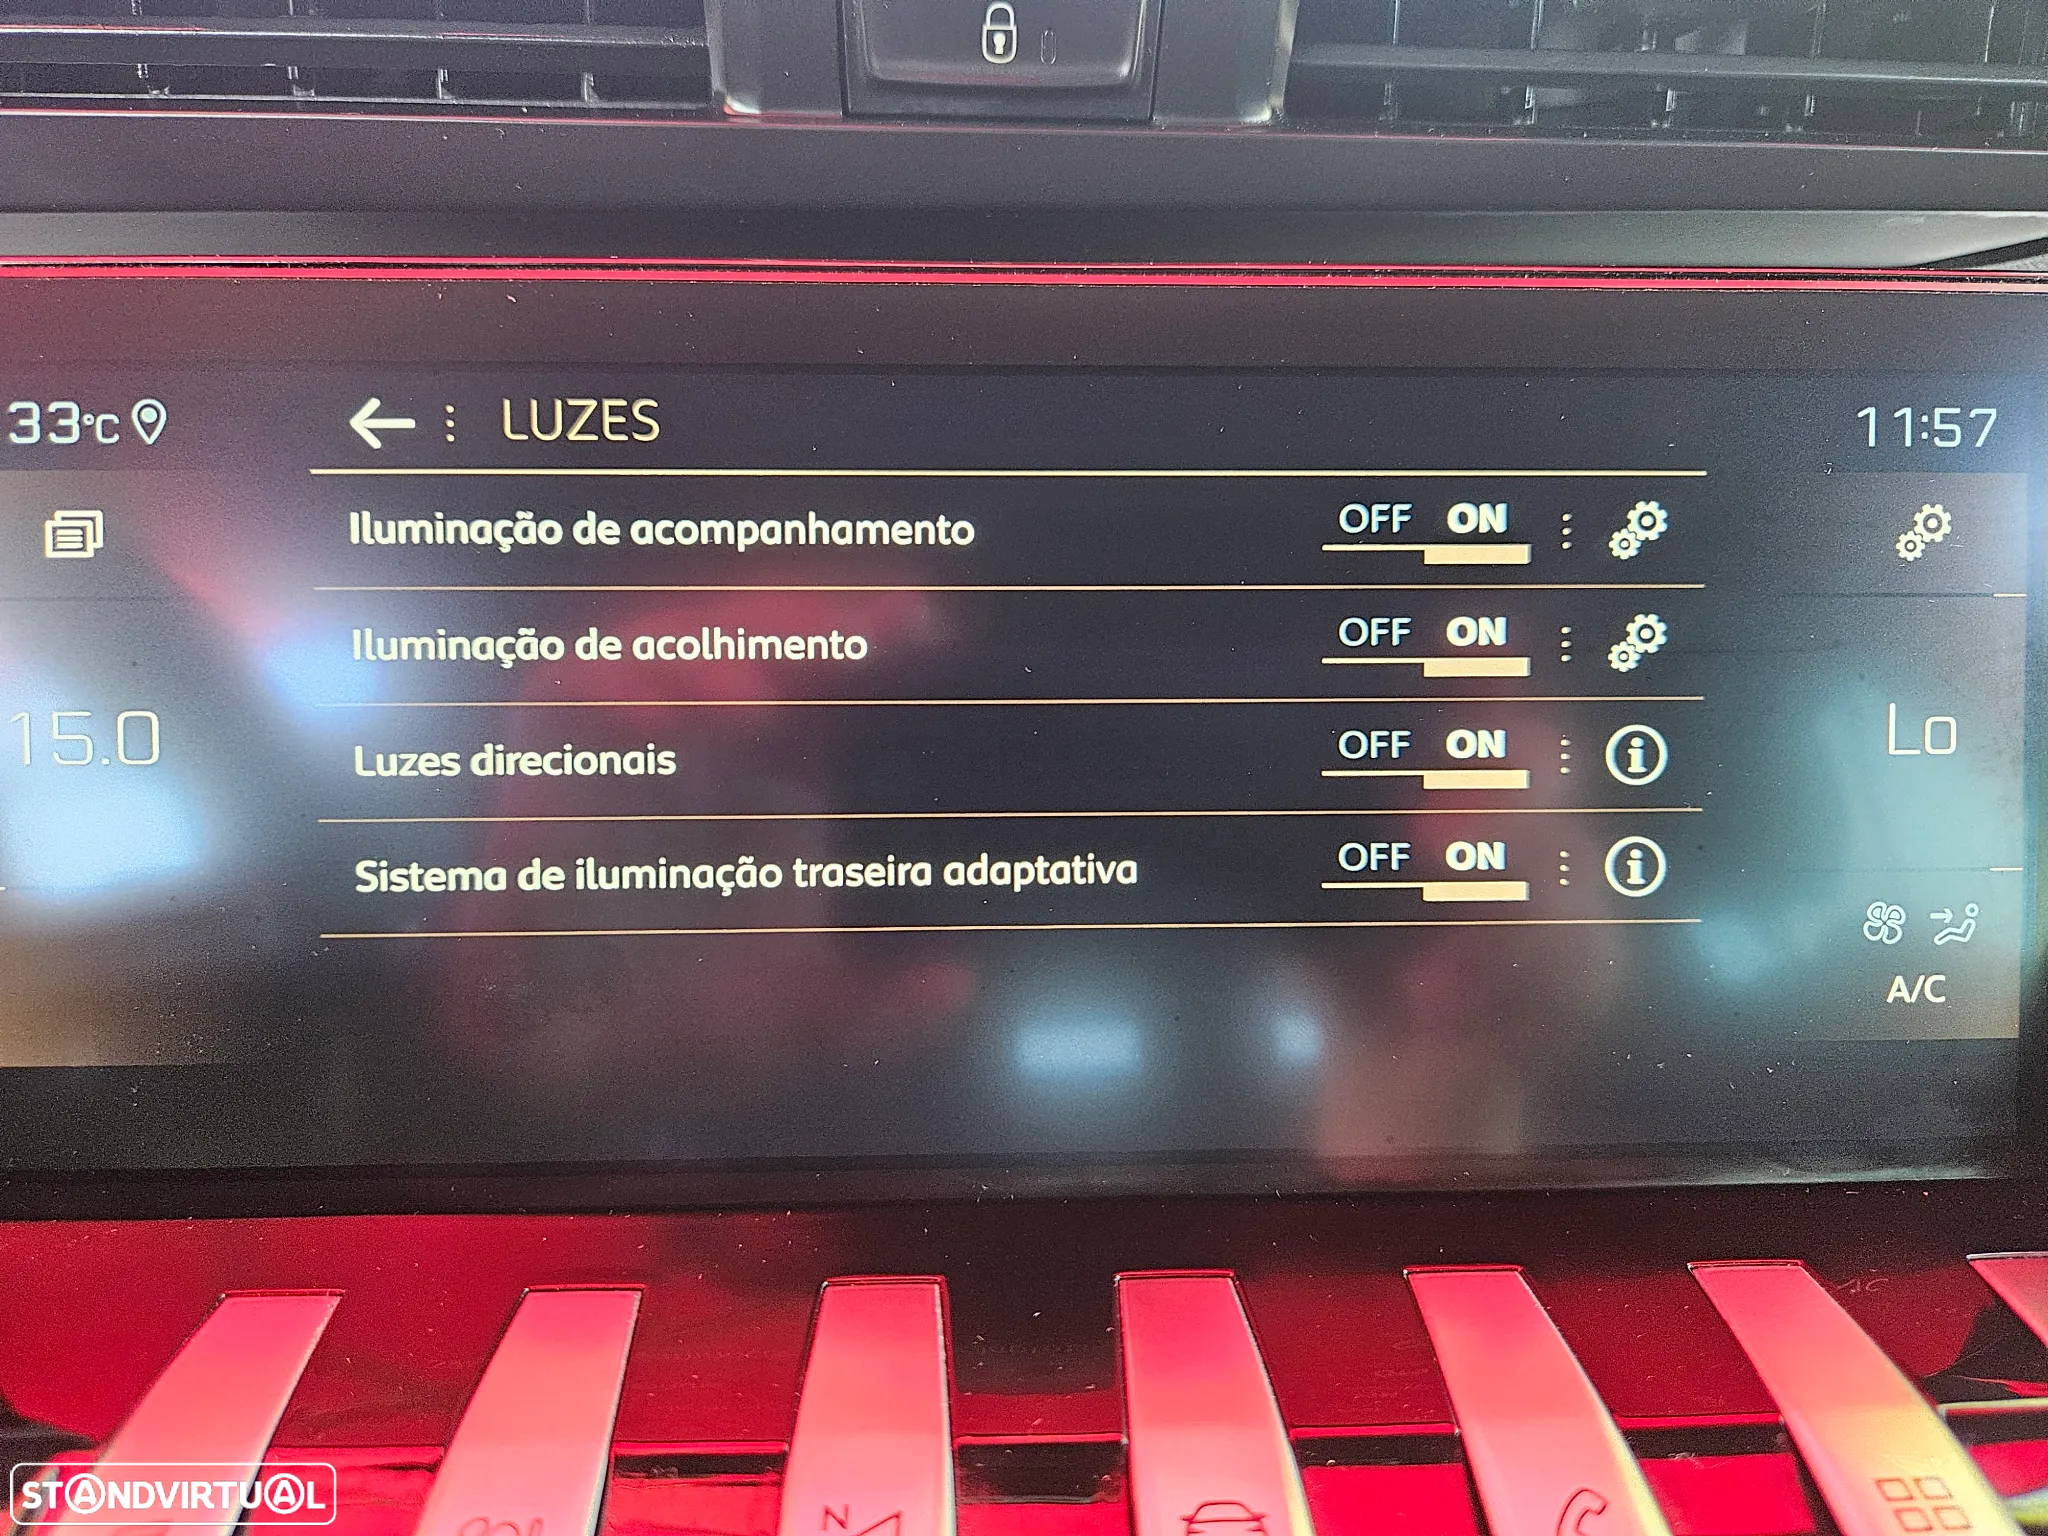 33°C
LUZES
11:57
Iluminação de acompanhamento OFF ON
Iluminação de acolhimento OFF ON
Luzes direcionais OFF ON
Sistema de iluminação traseira adaptativa OFF ON
15.0
Lo
A/C
N
STANDVIRTUAL